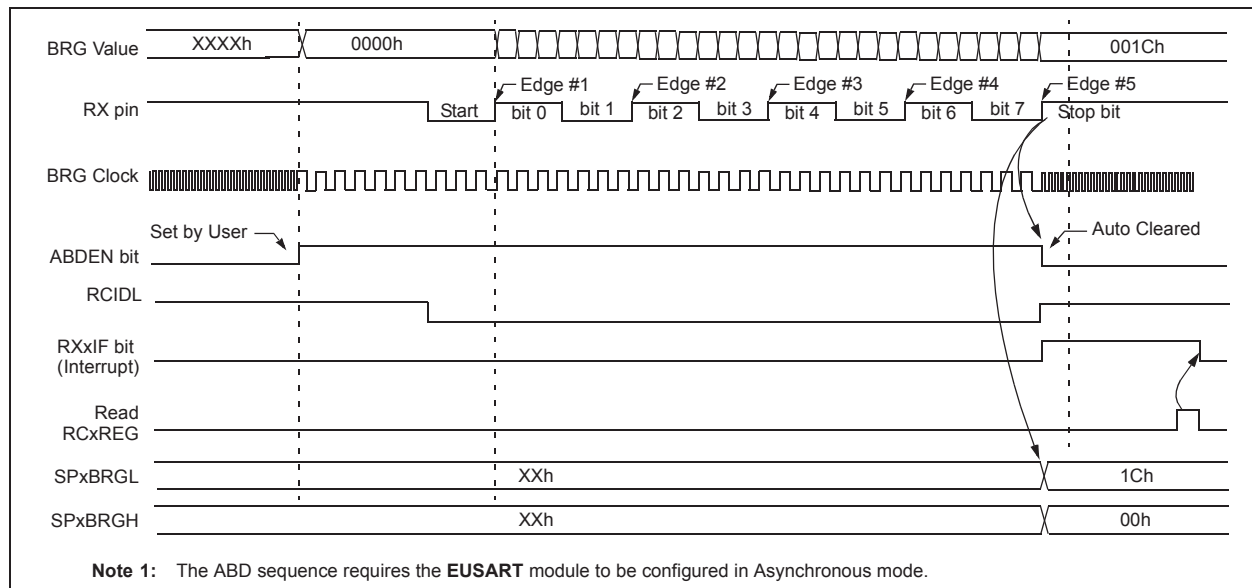 BRG Value XXXXh 0000h 001Ch
Edge #1 Edge #2 Edge #3 Edge #4 Edge #5
RX pin Start bit 0 bit 1 bit 2 bit 3 bit 4 bit 5 bit 6 bit 7 Stop bit
BRG Clock
Set by User Auto Cleared
ABDEN bit
RCIDL
RXxIF bit
(Interrupt)
Read
RCxREG
SPxBRGL XXh 1Ch
SPxBRGH XXh 00h
Note 1: The ABD sequence requires the EUSART module to be configured in Asynchronous mode.